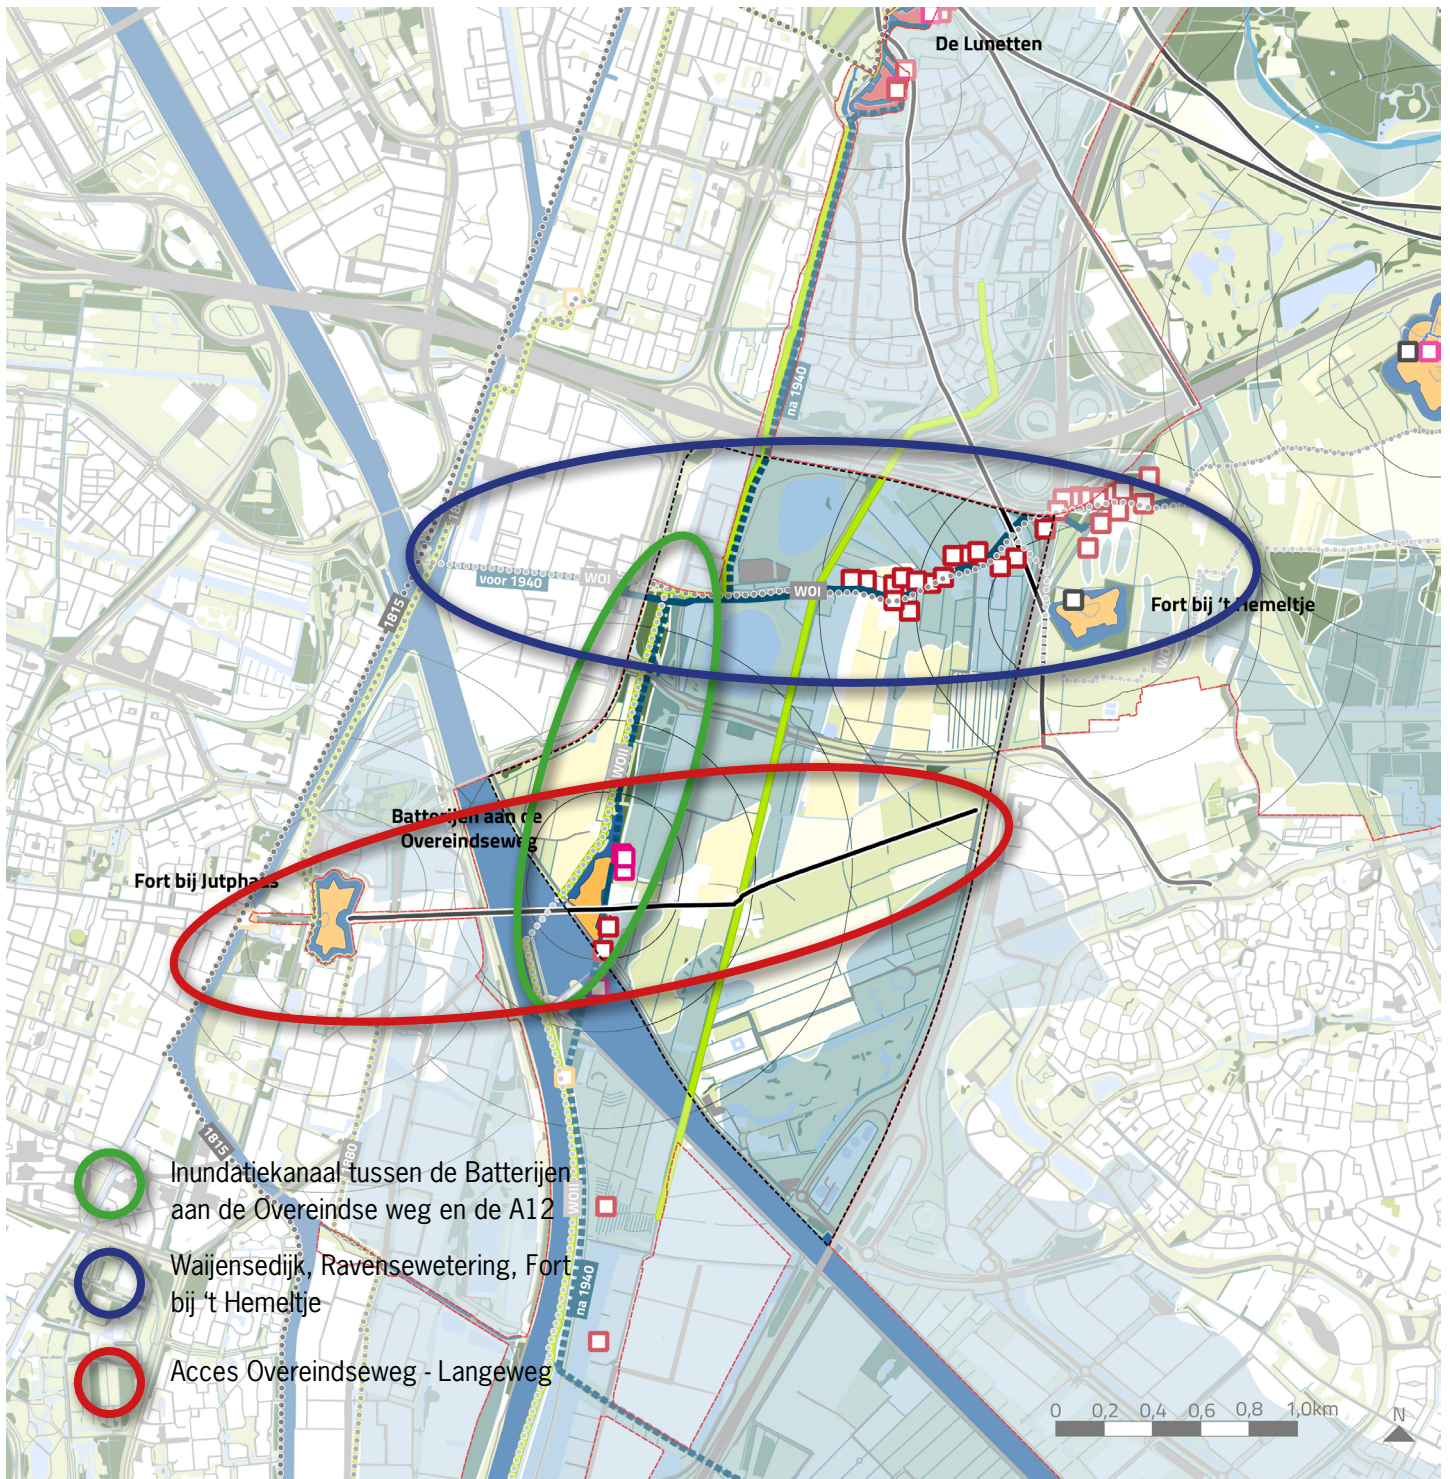 De Lunetten
na 1940
voor 1940
WOI
WOI
1815
Fort bij ‘t Hemeltje
WOII
Batterijen aan de
Overeindseweg
Fort bij Jutphaas
1815
1880
WOII
na 1940
Inundatiekanaal tussen de Batterijen
aan de Overeindse weg en de A12
Waijensedijk, Ravensewetering, Fort
bij ‘t Hemeltje
Acces Overeindseweg - Langeweg
0 0,2 0,4 0,6 0,8 1,0km
N